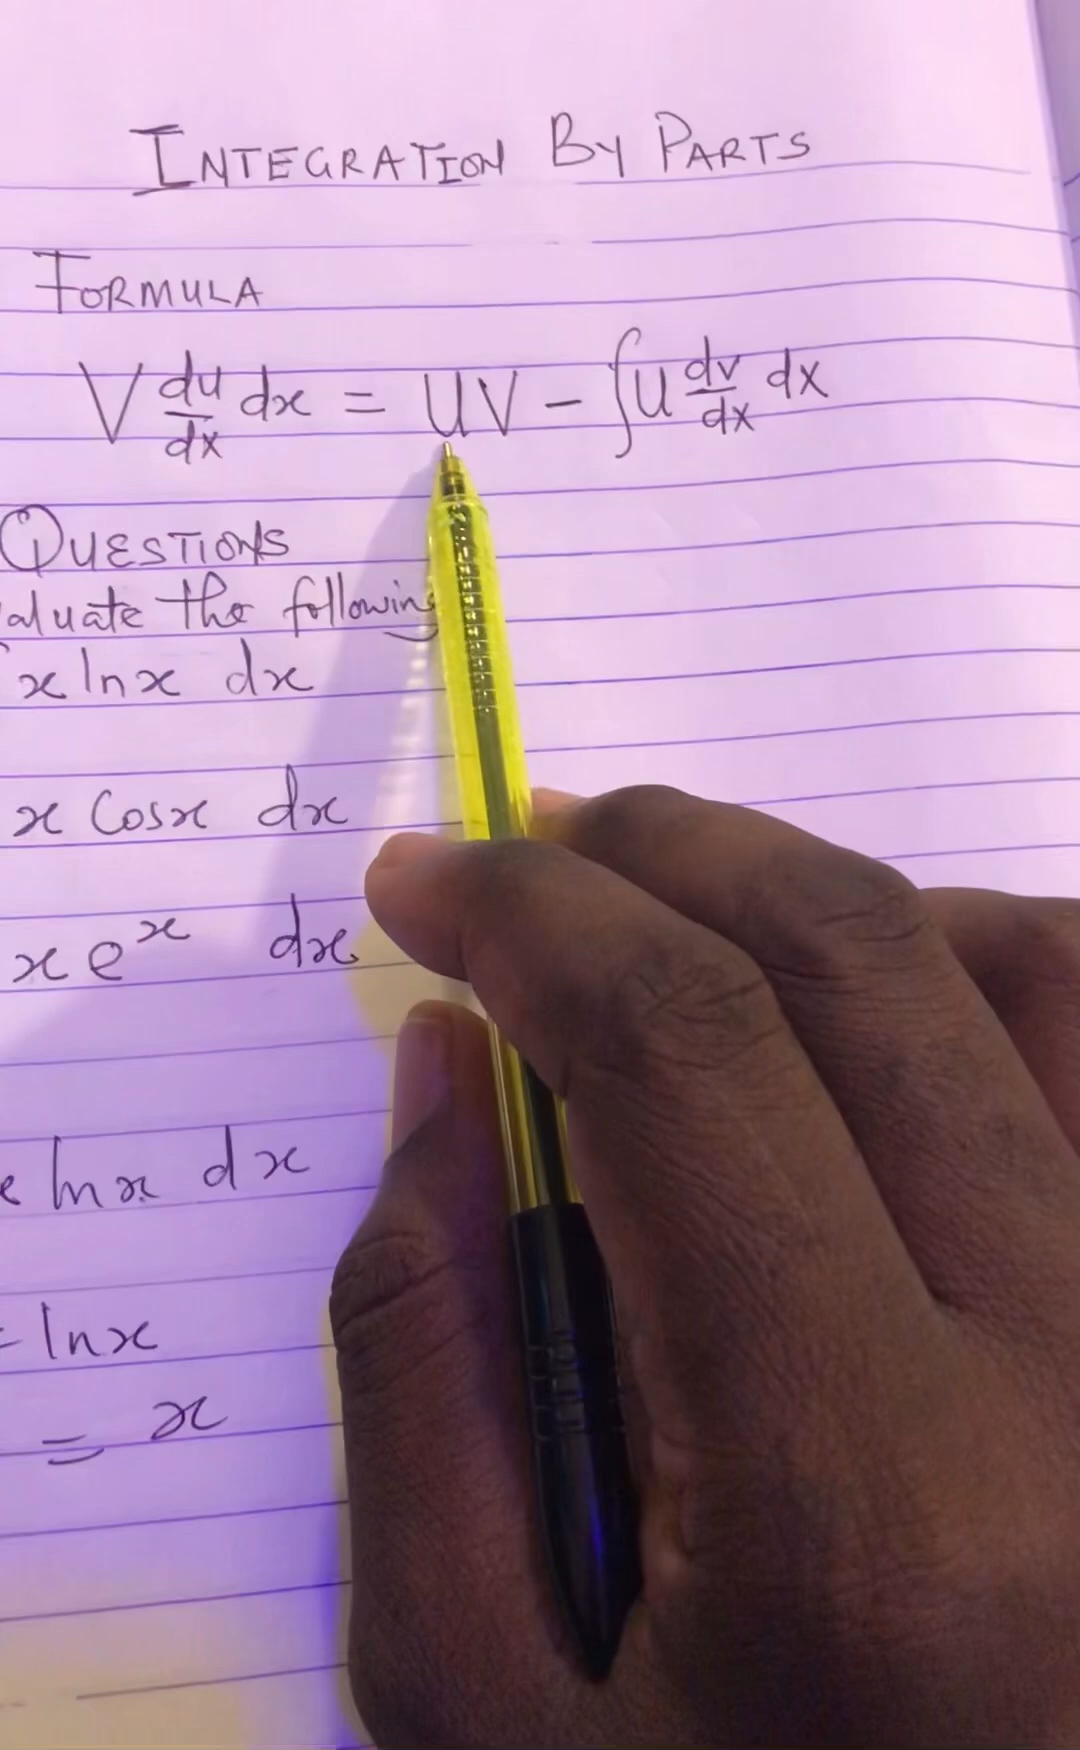 INTEGRATION BY PARTS
FORMULA
V du/dx dx = UV - ∫U dv/dx dx
QUESTIONS
aluate the following
x ln x dx
x Cosx dx
x e^x dx
ln x dx
= ln x
= x